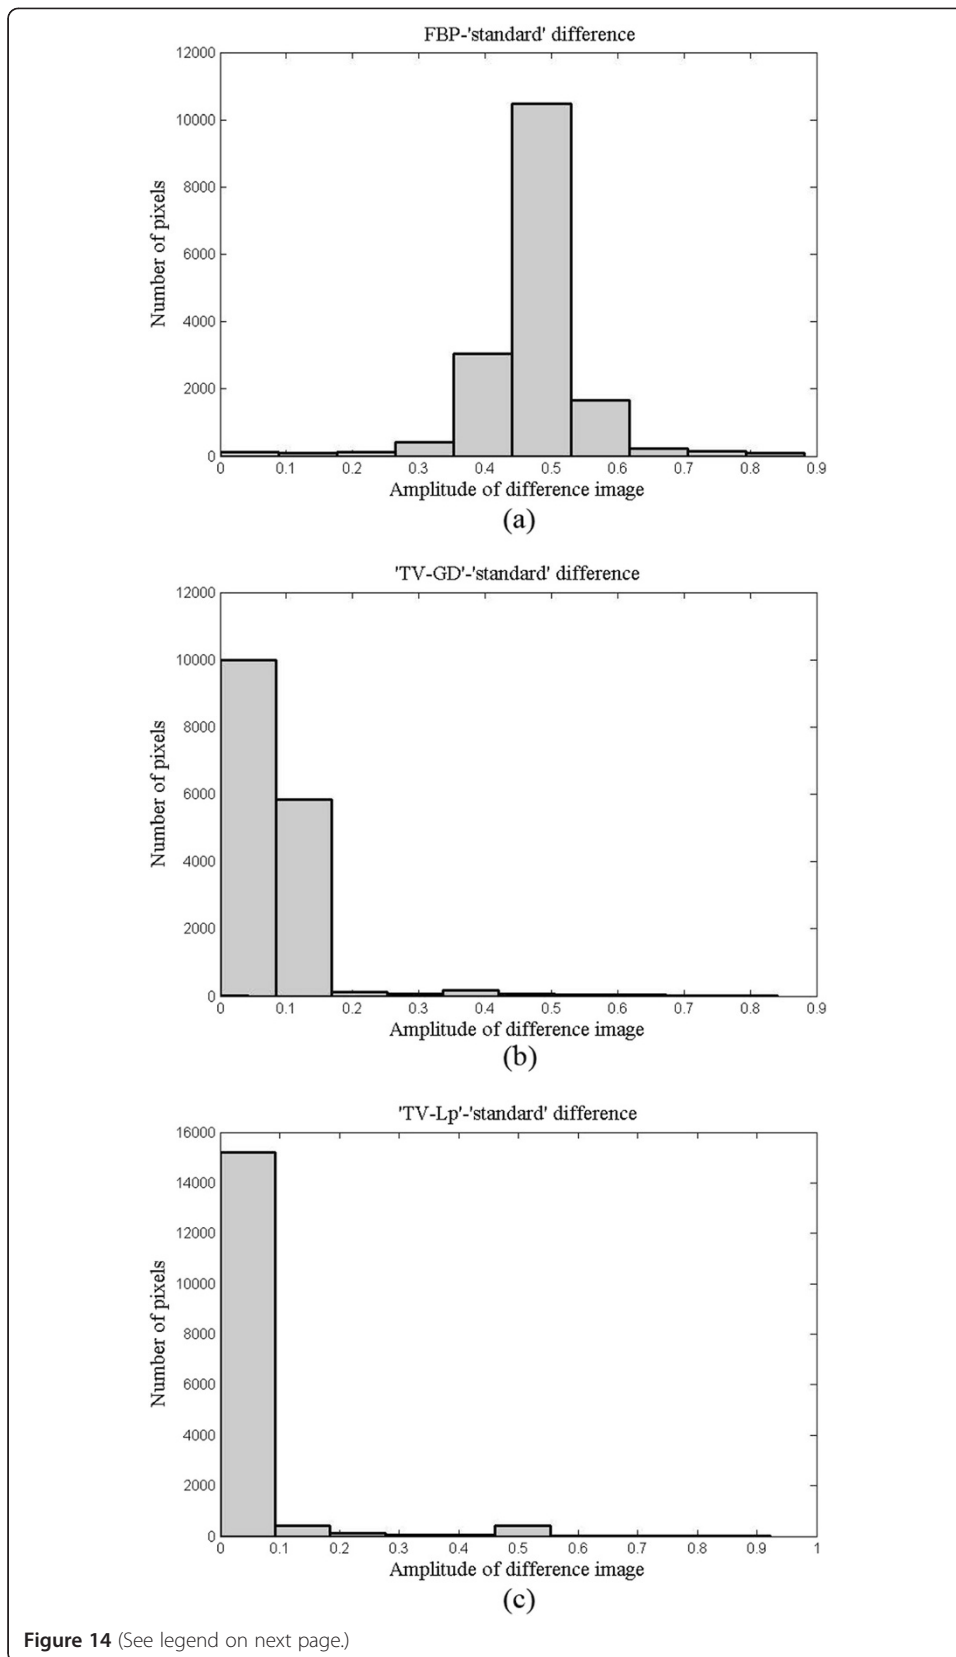 FBP-'standard' difference
12000
10000
8000
6000
4000
2000
0
Number of pixels
0 0.1 0.2 0.3 0.4 0.5 0.6 0.7 0.8 0.9
Amplitude of difference image
(a)
'TV-GD'-'standard' difference
12000
10000
8000
6000
4000
2000
0
Number of pixels
0 0.1 0.2 0.3 0.4 0.5 0.6 0.7 0.8 0.9
Amplitude of difference image
(b)
'TV-Lp'-'standard' difference
16000
14000
12000
10000
8000
6000
4000
2000
0
Number of pixels
0 0.1 0.2 0.3 0.4 0.5 0.6 0.7 0.8 0.9 1
Amplitude of difference image
(c)
Figure 14 (See legend on next page.)